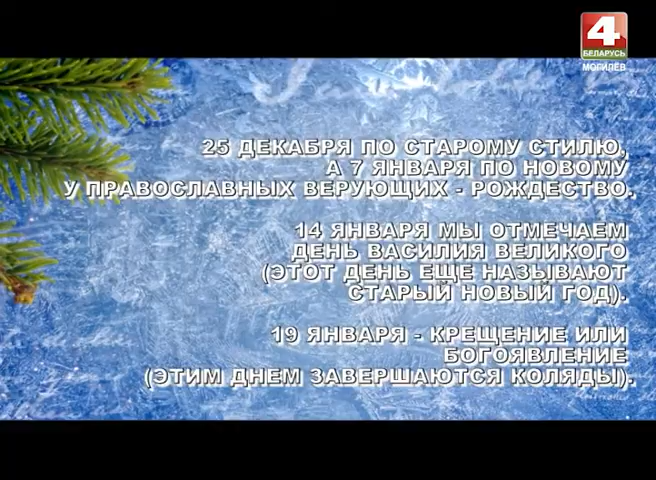 4
БЕЛАРУСЬ
МОГИЛЁВ
25 ДЕКАБРЯ ПО СТАРОМУ СТИЛЮ,
А 7 ЯНВАРЯ ПО НОВОМУ
У ПРАВОСЛАВНЫХ ВЕРУЮЩИХ - РОЖДЕСТВО.
14 ЯНВАРЯ МЫ ОТМЕЧАЕМ
ДЕНЬ ВАСИЛИЯ ВЕЛИКОГО
(ЭТОТ ДЕНЬ ЕЩЕ НАЗЫВАЮТ
СТАРЫЙ НОВЫЙ ГОД).
19 ЯНВАРЯ - КРЕЩЕНИЕ ИЛИ
БОГОЯВЛЕНИЕ
(ЭТИМ ДНЕМ ЗАВЕРШАЮТСЯ КОЛЯДЫ).